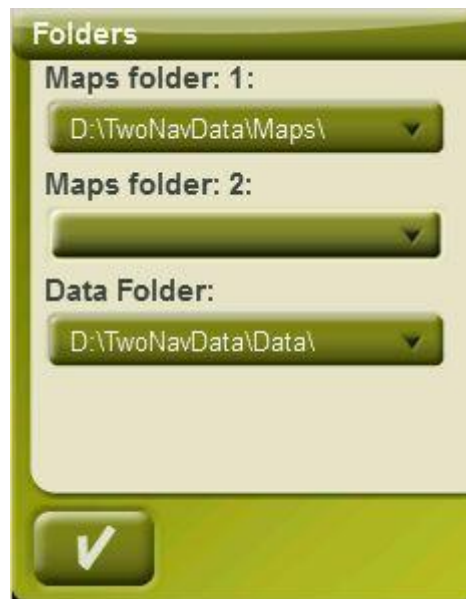 Folders
Maps folder: 1:
D:\TwoNavData\Maps\
Maps folder: 2:
Data Folder:
D:\TwoNavData\Data\